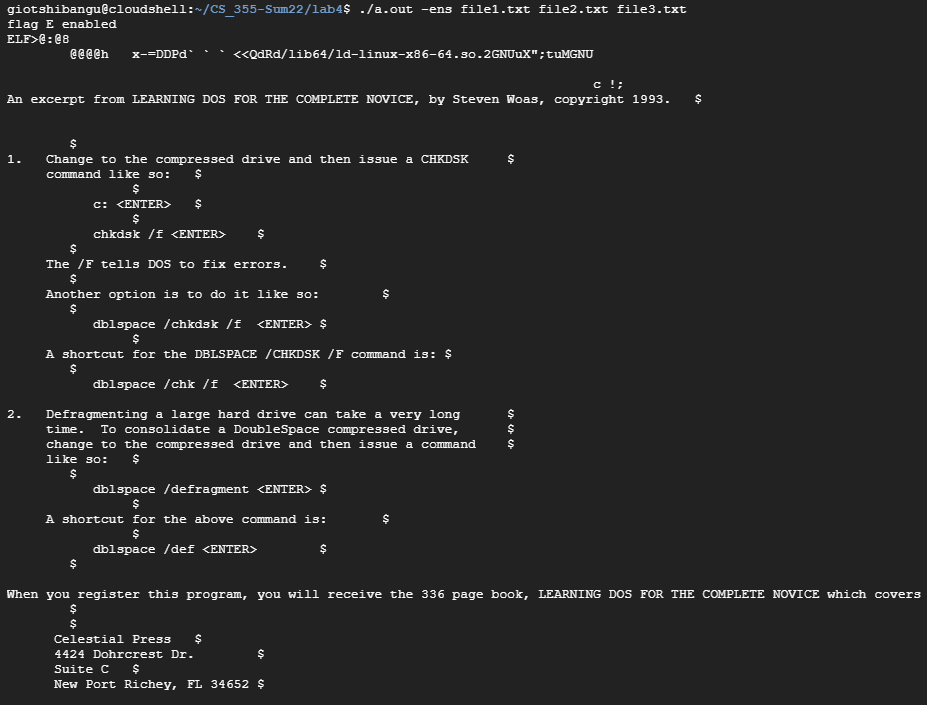 giotshibangu@cloudshell:~/CS_355-Sum22/lab4$ ./a.out -ens file1.txt file2.txt file3.txt
flag E enabled
ELF>@:@8
@@@@h   x-=DDPd` ` ` <<QdRd/lib64/ld-linux-x86-64.so.2GNUuX";tuMGNU
c !;
An excerpt from LEARNING DOS FOR THE COMPLETE NOVICE, by Steven Woas, copyright 1993.   $
$
1.   Change to the compressed drive and then issue a CHKDSK     $
command like so:   $
$
c: <ENTER>   $
$
chkdsk /f <ENTER>    $
$
The /F tells DOS to fix errors.    $
$
Another option is to do it like so:        $
$
dblspace /chkdsk /f  <ENTER> $
$
A shortcut for the DBLSPACE /CHKDSK /F command is: $
$
dblspace /chk /f  <ENTER>    $
2.   Defragmenting a large hard drive can take a very long      $
time.  To consolidate a DoubleSpace compressed drive,      $
change to the compressed drive and then issue a command    $
like so:   $
$
dblspace /defragment <ENTER> $
$
A shortcut for the above command is:       $
$
dblspace /def <ENTER>        $
$
When you register this program, you will receive the 336 page book, LEARNING DOS FOR THE COMPLETE NOVICE which covers
$
$
Celestial Press   $
4424 Dohrcrest Dr.        $
Suite C   $
New Port Richey, FL 34652 $